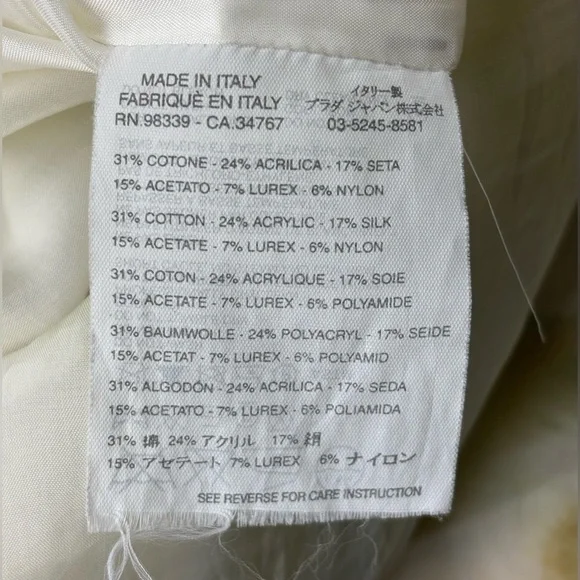 MADE IN ITALY
FABRIQUÈ EN ITALY
RN.98339 - CA.34767
イタリー製
プラダ ジャパン株式会社
03-5245-8581
31% COTONE - 24% ACRILICA - 17% SETA
15% ACETATO - 7% LUREX - 6% NYLON
31% COTTON - 24% ACRYLIC - 17% SILK
15% ACETATE - 7% LUREX - 6% NYLON
31% COTON - 24% ACRYLIQUE - 17% SOIE
15% ACETATE - 7% LUREX - 6% POLYAMIDE
31% BAUMWOLLE - 24% POLYACRYL - 17% SEIDE
15% ACETAT - 7% LUREX - 6% POLYAMID
31% ALGODÓN - 24% ACRILICA - 17% SEDA
15% ACETATO - 7% LUREX - 6% POLIAMIDA
31% 綿 24% アクリル 17% 絹
15% アセテート 7% LUREX 6% ナイロン
SEE REVERSE FOR CARE INSTRUCTION